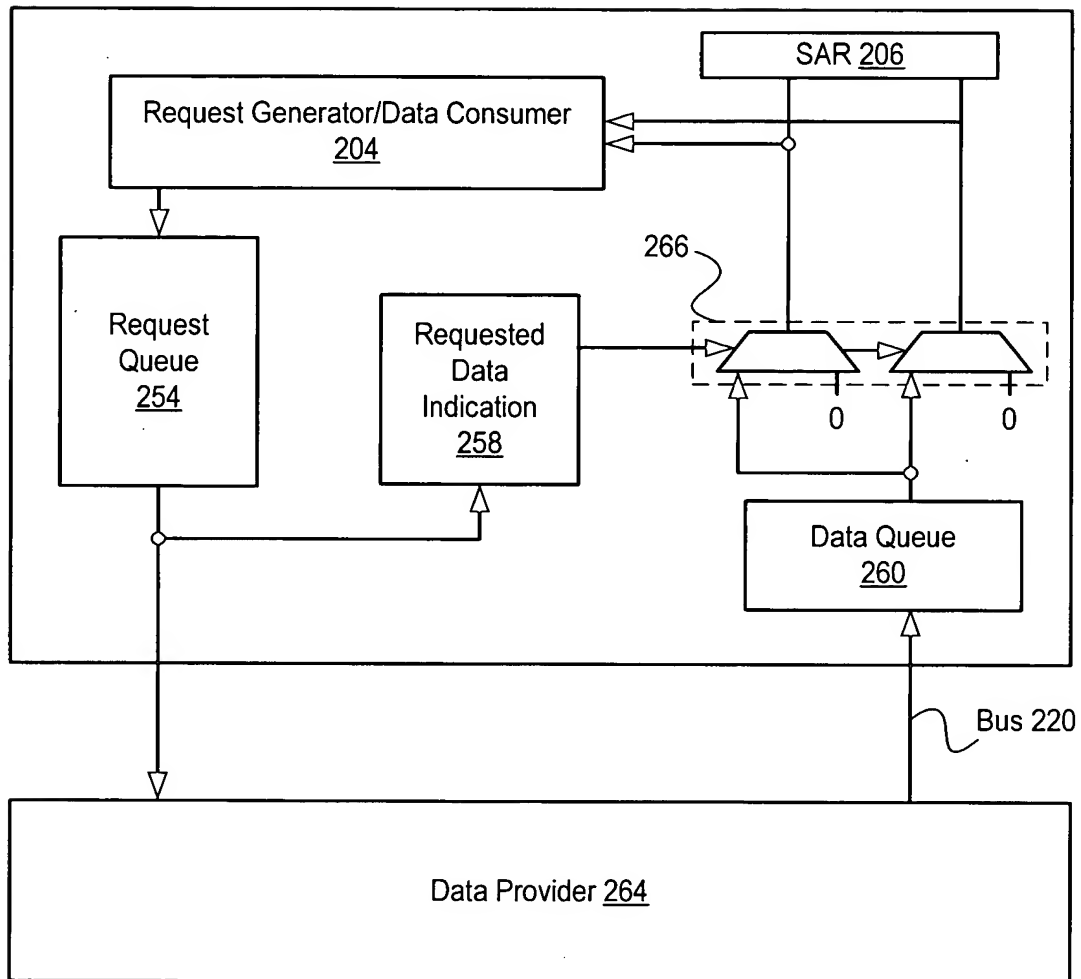 SAR 206
Request Generator/Data Consumer
204
266
Request
Queue
254
Requested
Data
Indication
258
0
0
Data Queue
260
Bus 220
Data Provider 264